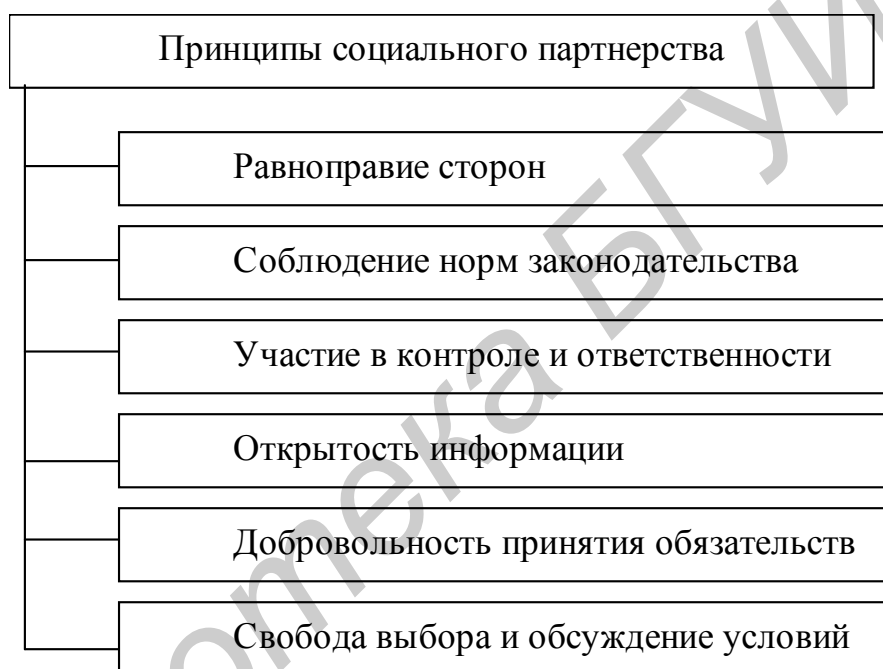 Принципы социального партнерства
Равноправие сторон
Соблюдение норм законодательства
Участие в контроле и ответственности
Открытость информации
Добровольность принятия обязательств
Свобода выбора и обсуждение условий